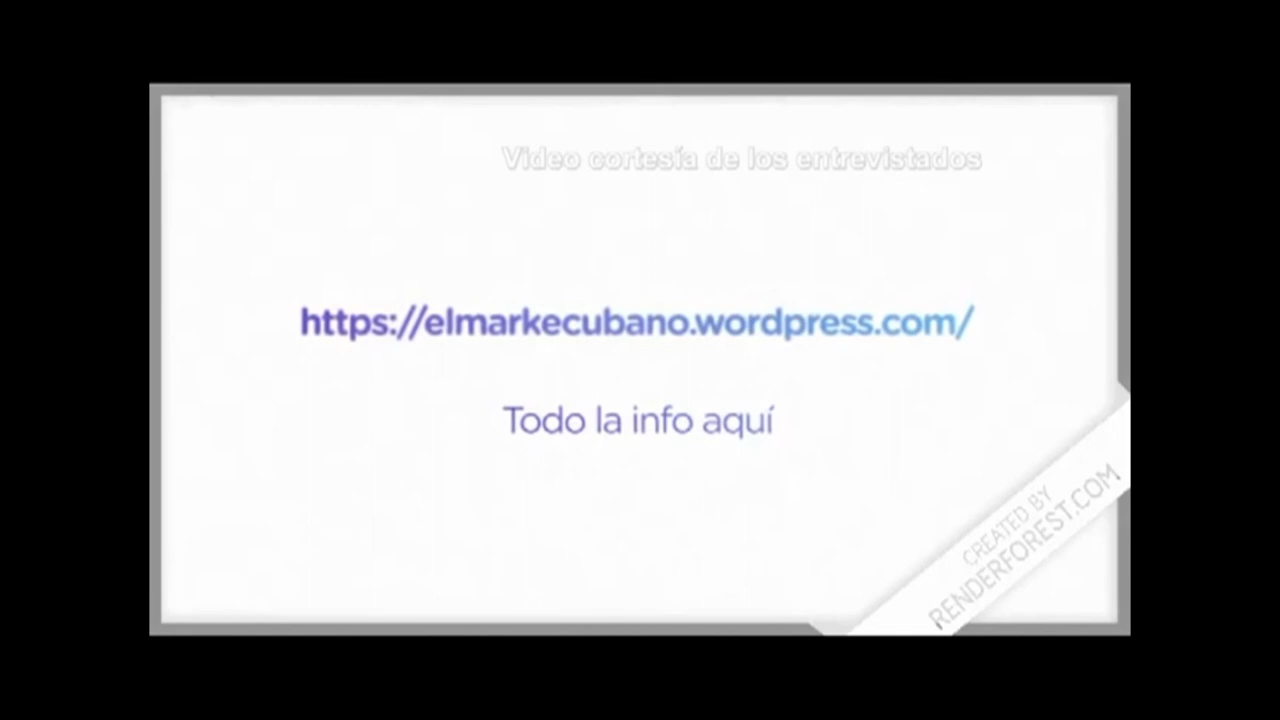 Video cortesía de los entrevistados
https://elmarkecubano.wordpress.com/
Todo la info aquí
CREATED BY
RENDERFOREST.COM